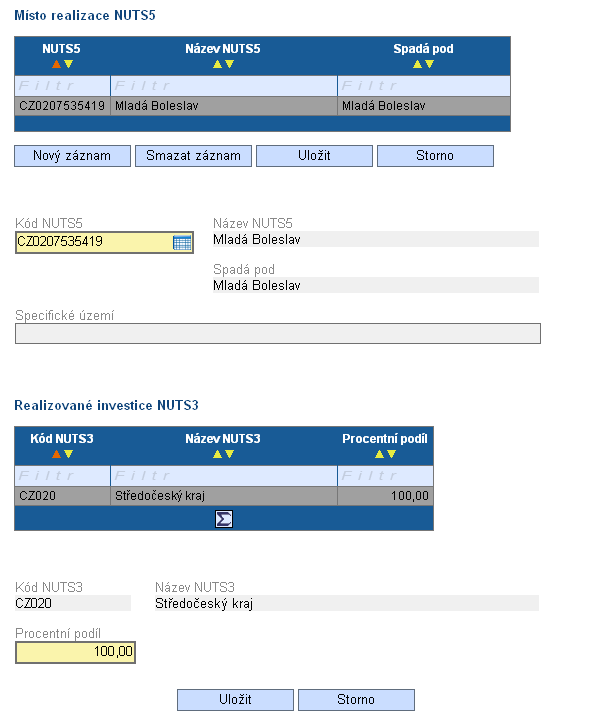 Místo realizace NUTS5
NUTS5 Název NUTS5 Spadá pod
Filtr Filtr Filtr
CZ0207535419 Mladá Boleslav Mladá Boleslav
Nový záznam Smazat záznam Uložit Storno
Kód NUTS5 Název NUTS5
CZ0207535419 Mladá Boleslav
Spadá pod
Mladá Boleslav
Specifické území
Realizované investice NUTS3
Kód NUTS3 Název NUTS3 Procentní podíl
Filtr Filtr Filtr
CZ020 Středočeský kraj 100,00
Σ
Kód NUTS3 Název NUTS3
CZ020 Středočeský kraj
Procentní podíl
100,00
Uložit Storno